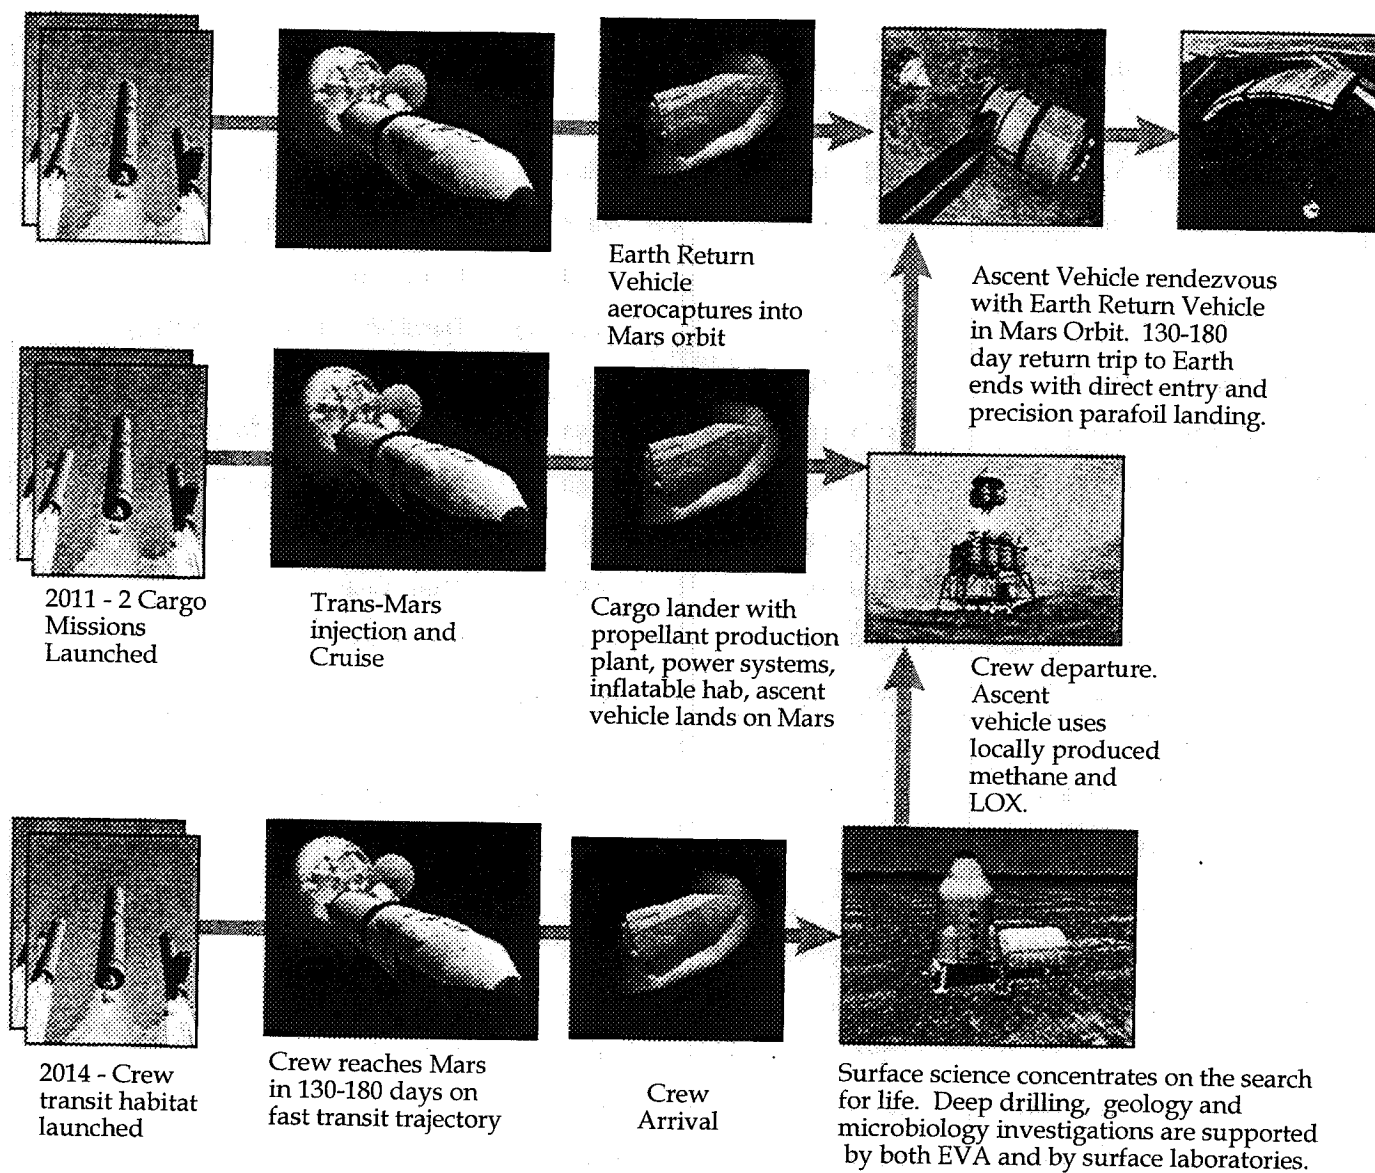 Earth Return
Vehicle
aerocaptures into
Mars orbit
Ascent Vehicle rendezvous
with Earth Return Vehicle
in Mars Orbit. 130-180
day return trip to Earth
ends with direct entry and
precision parafoil landing.
2011 - 2 Cargo
Missions
Launched
Trans-Mars
injection and
Cruise
Cargo lander with
propellant production
plant, power systems,
inflatable hab, ascent
vehicle lands on Mars
Crew departure.
Ascent
vehicle uses
locally produced
methane and
LOX.
2014 - Crew
transit habitat
launched
Crew reaches Mars
in 130-180 days on
fast transit trajectory
Crew
Arrival
Surface science concentrates on the search
for life. Deep drilling, geology and
microbiology investigations are supported
by both EVA and by surface laboratories.